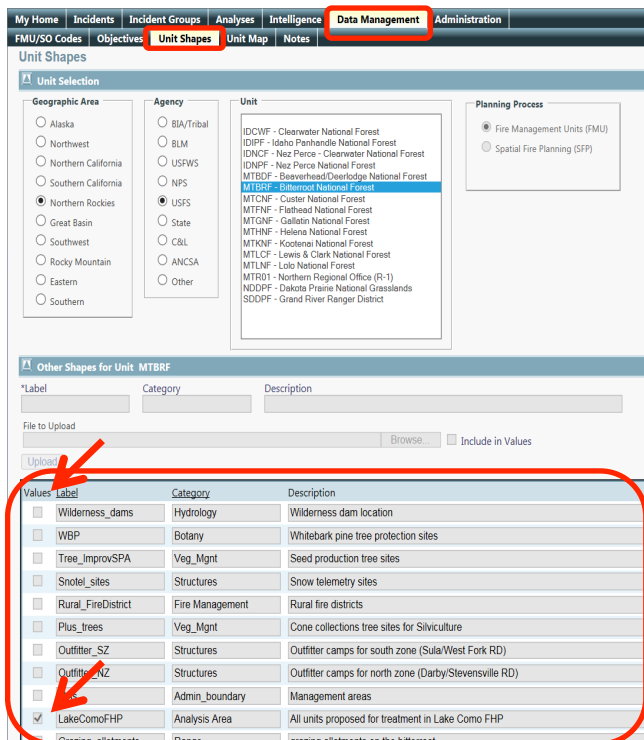 My Home Incidents Incident Groups Analyses Intelligence Data Management Administration
FMU/SO Codes Objectives Unit Shapes Unit Map Notes
Unit Shapes
Unit Selection
Geographic Area
Alaska
Northwest
Northern California
Southern California
Northern Rockies
Great Basin
Southwest
Rocky Mountain
Eastern
Southern
Agency
BIA/Tribal
BLM
USFWS
NPS
USFS
State
C&L
ANCSA
Other
Unit
IDCWF - Clearwater National Forest
IDIPF - Idaho Panhandle National Forest
IDNCF - Nez Perce - Clearwater National Forest
IDNPF - Nez Perce National Forest
MTBDF - Beaverhead/Deerlodge National Forest
MTBRF - Bitterroot National Forest
MTCNF - Custer National Forest
MTFNF - Flathead National Forest
MTGNF - Gallatin National Forest
MTHNF - Helena National Forest
MTKNF - Kootenai National Forest
MTLCF - Lewis & Clark National Forest
MTLNF - Lolo National Forest
MTR01 - Northern Regional Office (R-1)
NDDPF - Dakota Prairie National Grasslands
SDDPF - Grand River Ranger District
Planning Process
Fire Management Units (FMU)
Spatial Fire Planning (SFP)
Other Shapes for Unit MTBRF
*Label Category Description
File to Upload
Browse... Include in Values
Upload
Values Label Category Description
Wilderness_dams Hydrology Wilderness dam location
WBP Botany Whitebark pine tree protection sites
Tree_ImprovSPA Veg_Mgnt Seed production tree sites
Snotel_sites Structures Snow telemetry sites
Rural_FireDistrict Fire Management Rural fire districts
Plus_trees Veg_Mgnt Cone collections tree sites for Silviculture
Outfitter_SZ Structures Outfitter camps for south zone (Sula/West Fork RD)
Outfitter_NZ Structures Outfitter camps for north zone (Darby/Stevensville RD)
Admin_boundary Management areas
LakeComoFHP Analysis Area All units proposed for treatment in Lake Como FHP
Grazing_allotments Range grazing allotments on the bitterroot